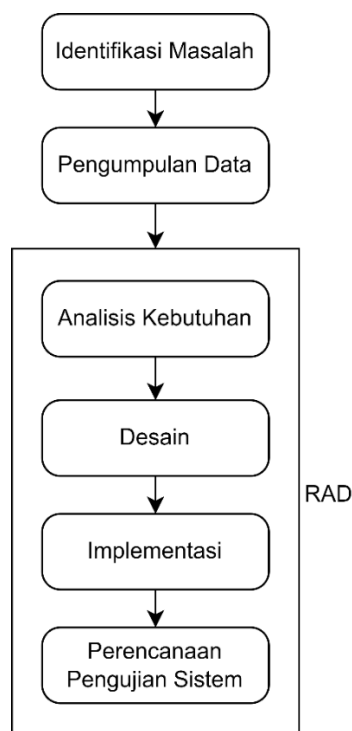 Identifikasi Masalah
Pengumpulan Data
Analisis Kebutuhan
Desain
RAD
Implementasi
Perencanaan
Pengujian Sistem